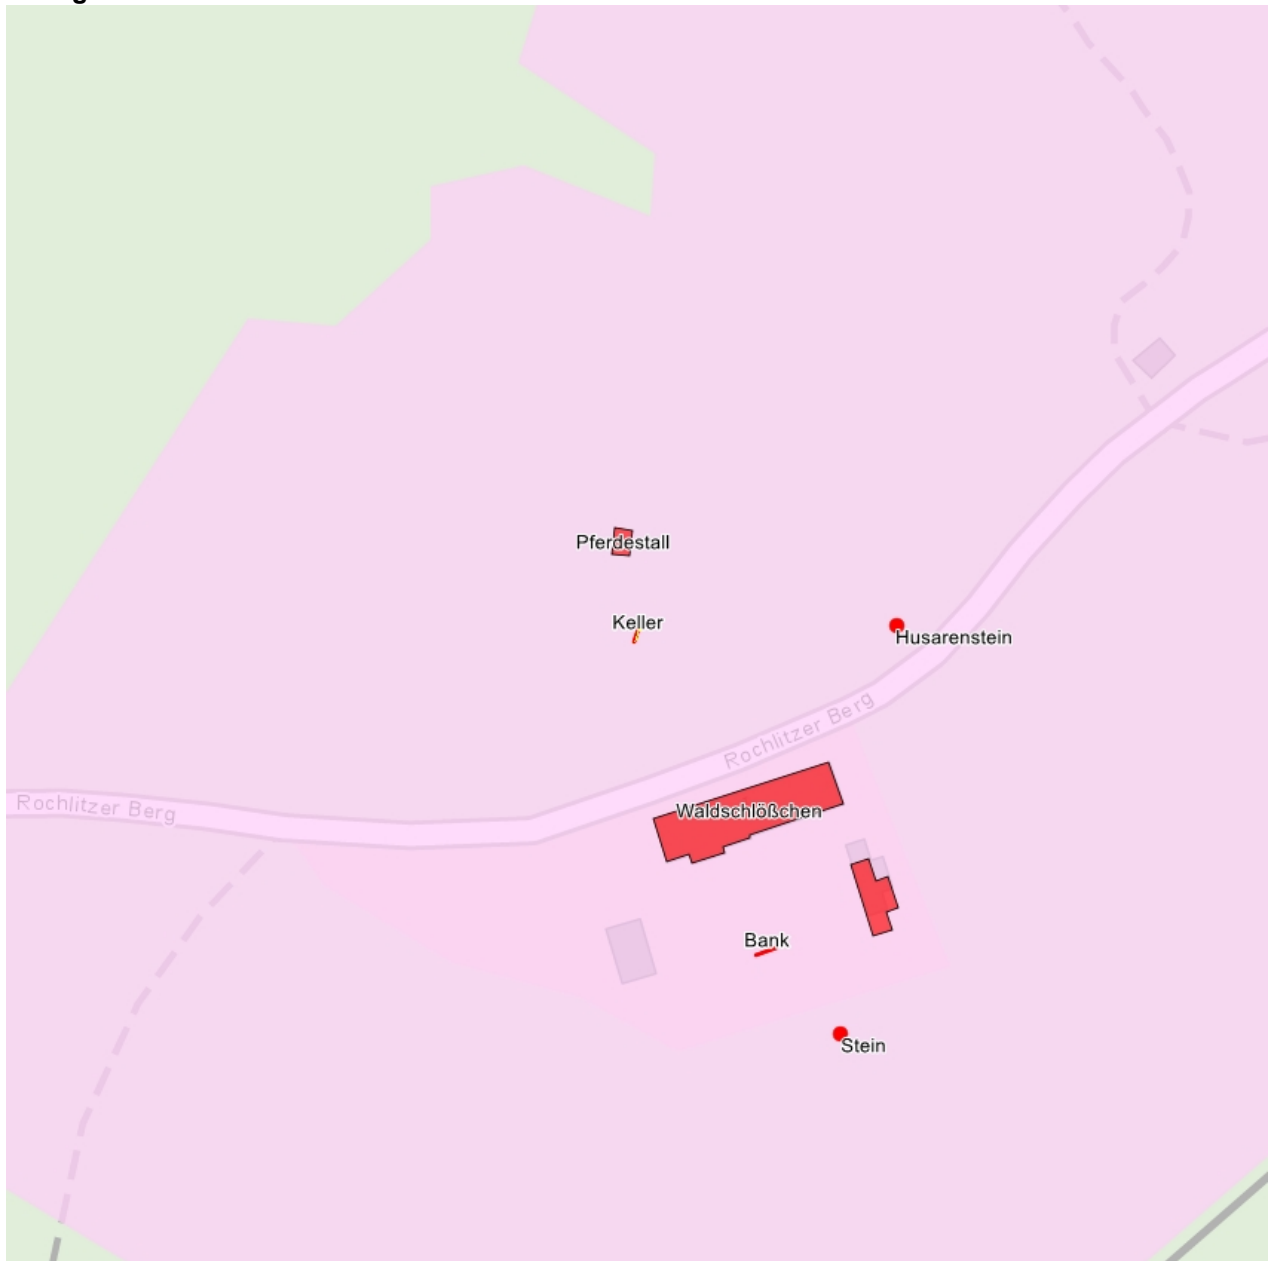 Pferdestall
Keller
Husarenstein
Rochlitzer Berg
Rochlitzer Berg
Waldschlößchen
Bank
Stein